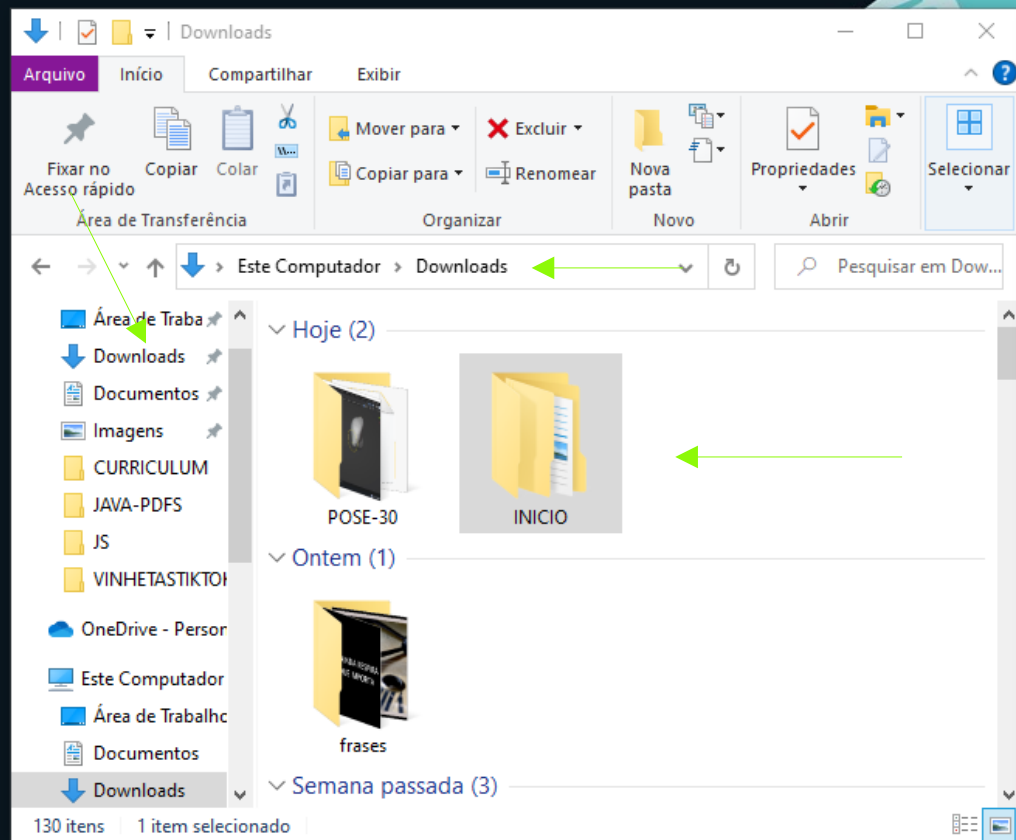 Downloads
Arquivo Início Compartilhar Exibir
Fixar no
Acesso rápido
Copiar
Colar
Área de Transferência
Mover para
Copiar para
Excluir
Renomear
Organizar
Nova
pasta
Novo
Propriedades
Abrir
Selecionar
Este Computador > Downloads
Pesquisar em Dow...
Área de Traba
Downloads
Documentos
Imagens
CURRICULUM
JAVA-PDFS
JS
VINHETASTIKTOK
OneDrive - Person
Este Computador
Área de Trabalho
Documentos
Downloads
Hoje (2)
POSE-30
INICIO
Ontem (1)
frases
Semana passada (3)
130 itens 1 item selecionado